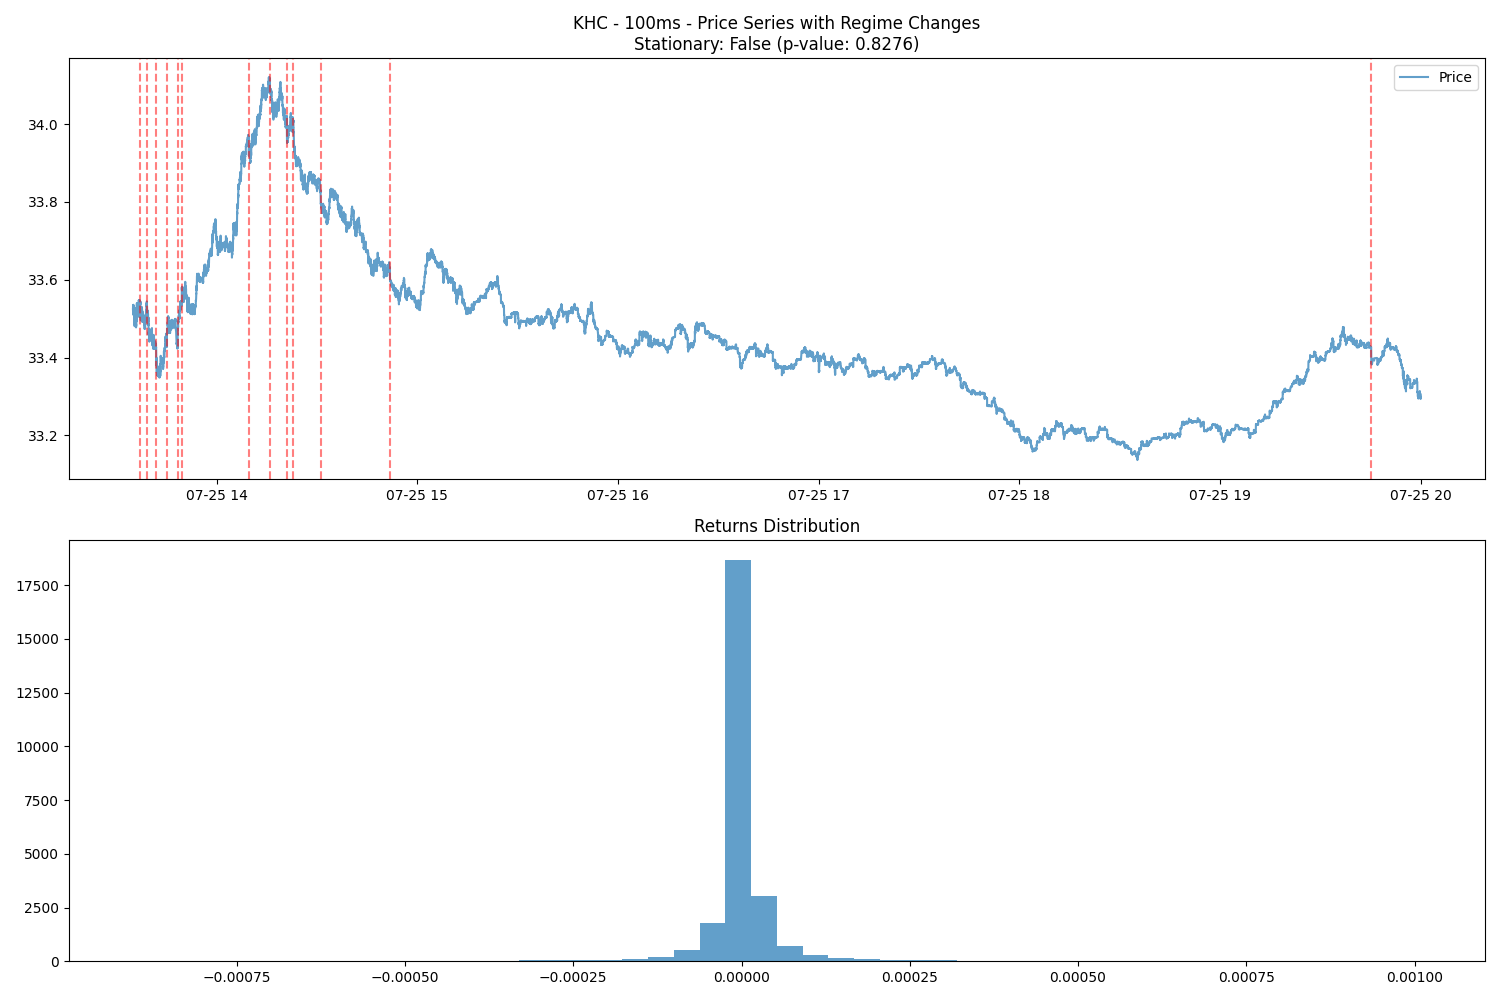 KHC - 100ms - Price Series with Regime Changes
Stationary: False (p-value: 0.8276)
Price
34.0
33.8
33.6
33.4
33.2
07-25 14 07-25 15 07-25 16 07-25 17 07-25 18 07-25 19 07-25 20
Returns Distribution
17500
15000
12500
10000
7500
5000
2500
0
−0.00075 −0.00050 −0.00025 0.00000 0.00025 0.00050 0.00075 0.00100